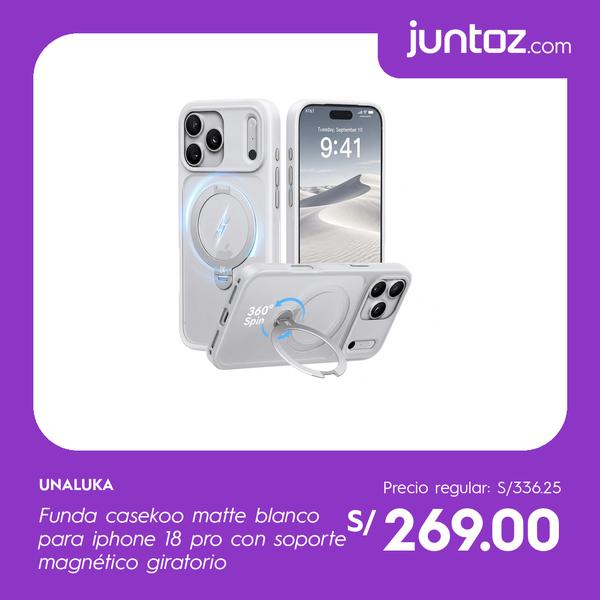 juntoz.com
AT&T
Tuesday, September 10
9:41
360°
Spin
UNALUKA
Funda casekoo matte blanco
para iphone 18 pro con soporte
magnético giratorio
Precio regular: S/336.25
S/ 269.00